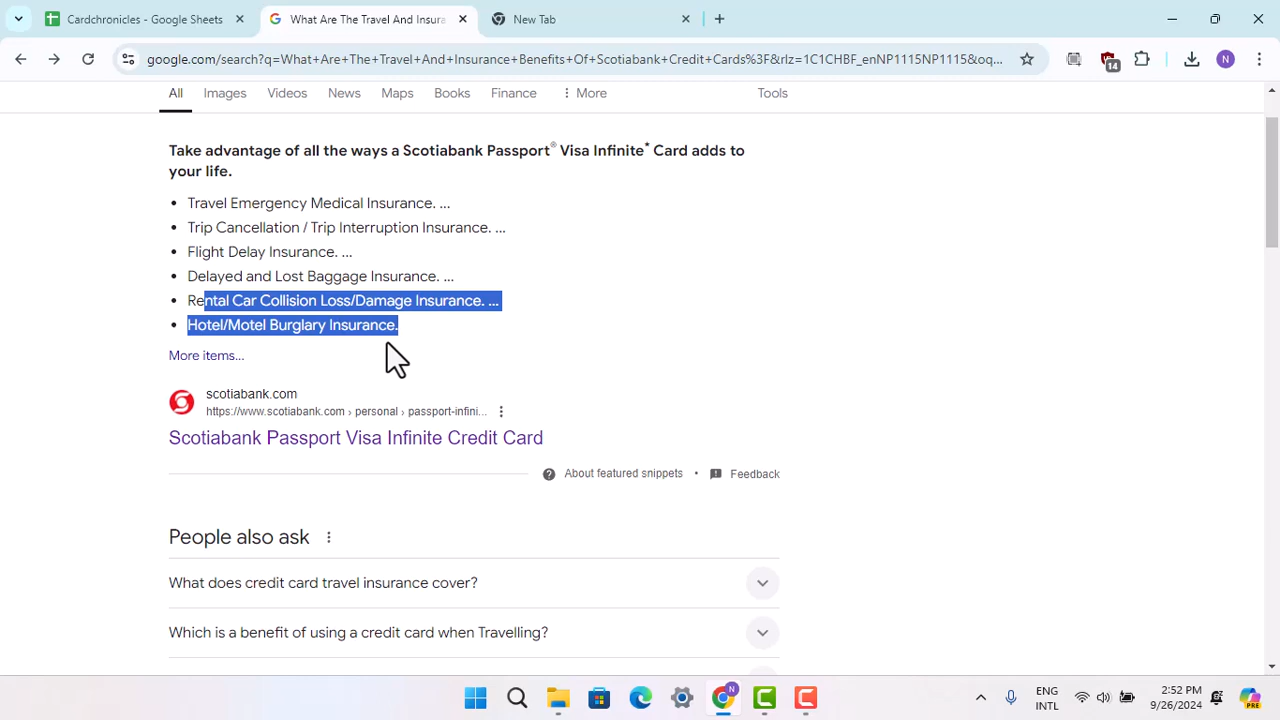 Cardchronicles - Google Sheets
What Are The Travel And Insura
New Tab
google.com/search?q=What+Are+The+Travel+And+Insurance+Benefits+Of+Scotiabank+Credit+Cards%3F&rlz=1C1CHBF_enNP1115NP1115&oq...
14
N
All Images Videos News Maps Books Finance More Tools
Take advantage of all the ways a Scotiabank Passport® Visa Infinite* Card adds to
your life.
• Travel Emergency Medical Insurance. ...
• Trip Cancellation / Trip Interruption Insurance. ...
• Flight Delay Insurance. ...
• Delayed and Lost Baggage Insurance. ...
• Rental Car Collision Loss/Damage Insurance. ...
• Hotel/Motel Burglary Insurance.
More items...
scotiabank.com
https://www.scotiabank.com › personal › passport-infini...
Scotiabank Passport Visa Infinite Credit Card
About featured snippets • Feedback
People also ask
What does credit card travel insurance cover?
Which is a benefit of using a credit card when Travelling?
N
ENG
INTL
2:52 PM
9/26/2024
PRE